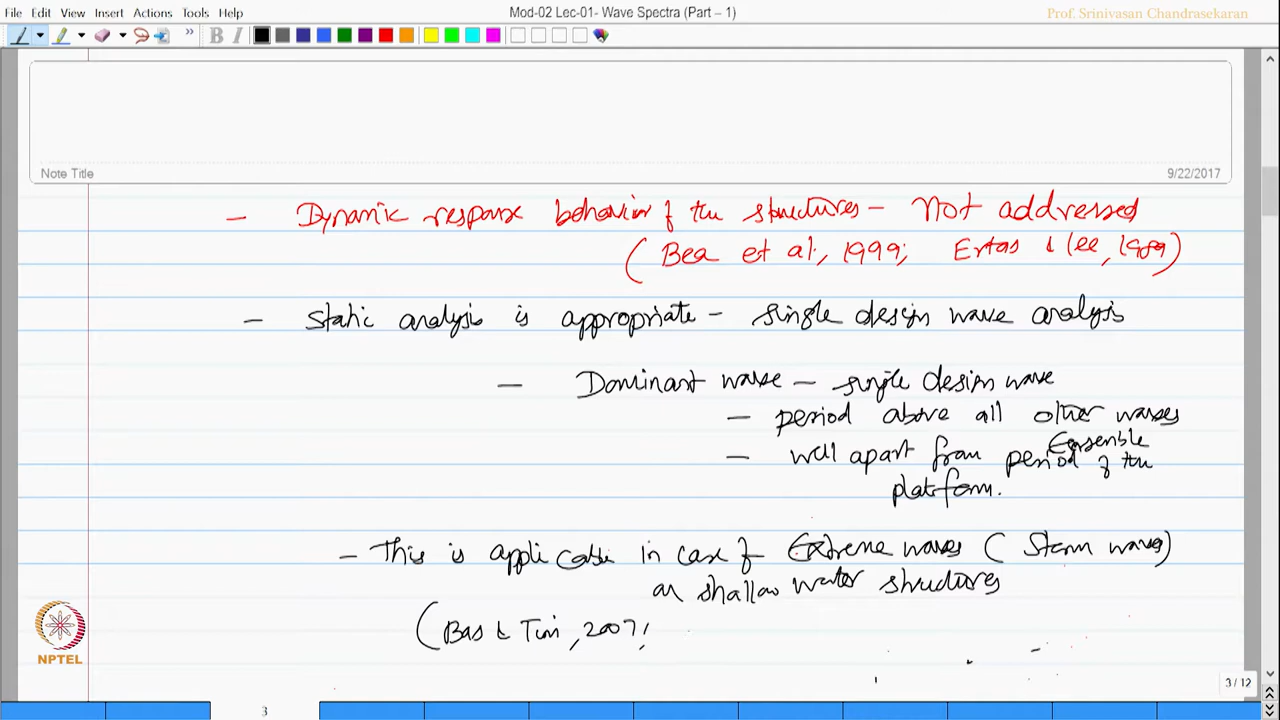 File Edit View Insert Actions Tools Help
Mod-02 Lec-01- Wave Spectra (Part – 1)
Prof. Srinivasan Chandrasekaran
B I
Note Title
9/22/2017
- Dynamic response behavior of the structures - Not addressed
(Bea et al., 1999; Ertas & Lee, 1989)
- Static analysis is appropriate - single design wave analysis
- Dominant wave - single design wave
- period above all other waves
Ensemble
- well apart from period of the
platform.
- This is applicable in case of Extreme waves (Storm waves)
on shallow water structures
(Bas & Tim, 2007;
NPTEL
3 / 12
3